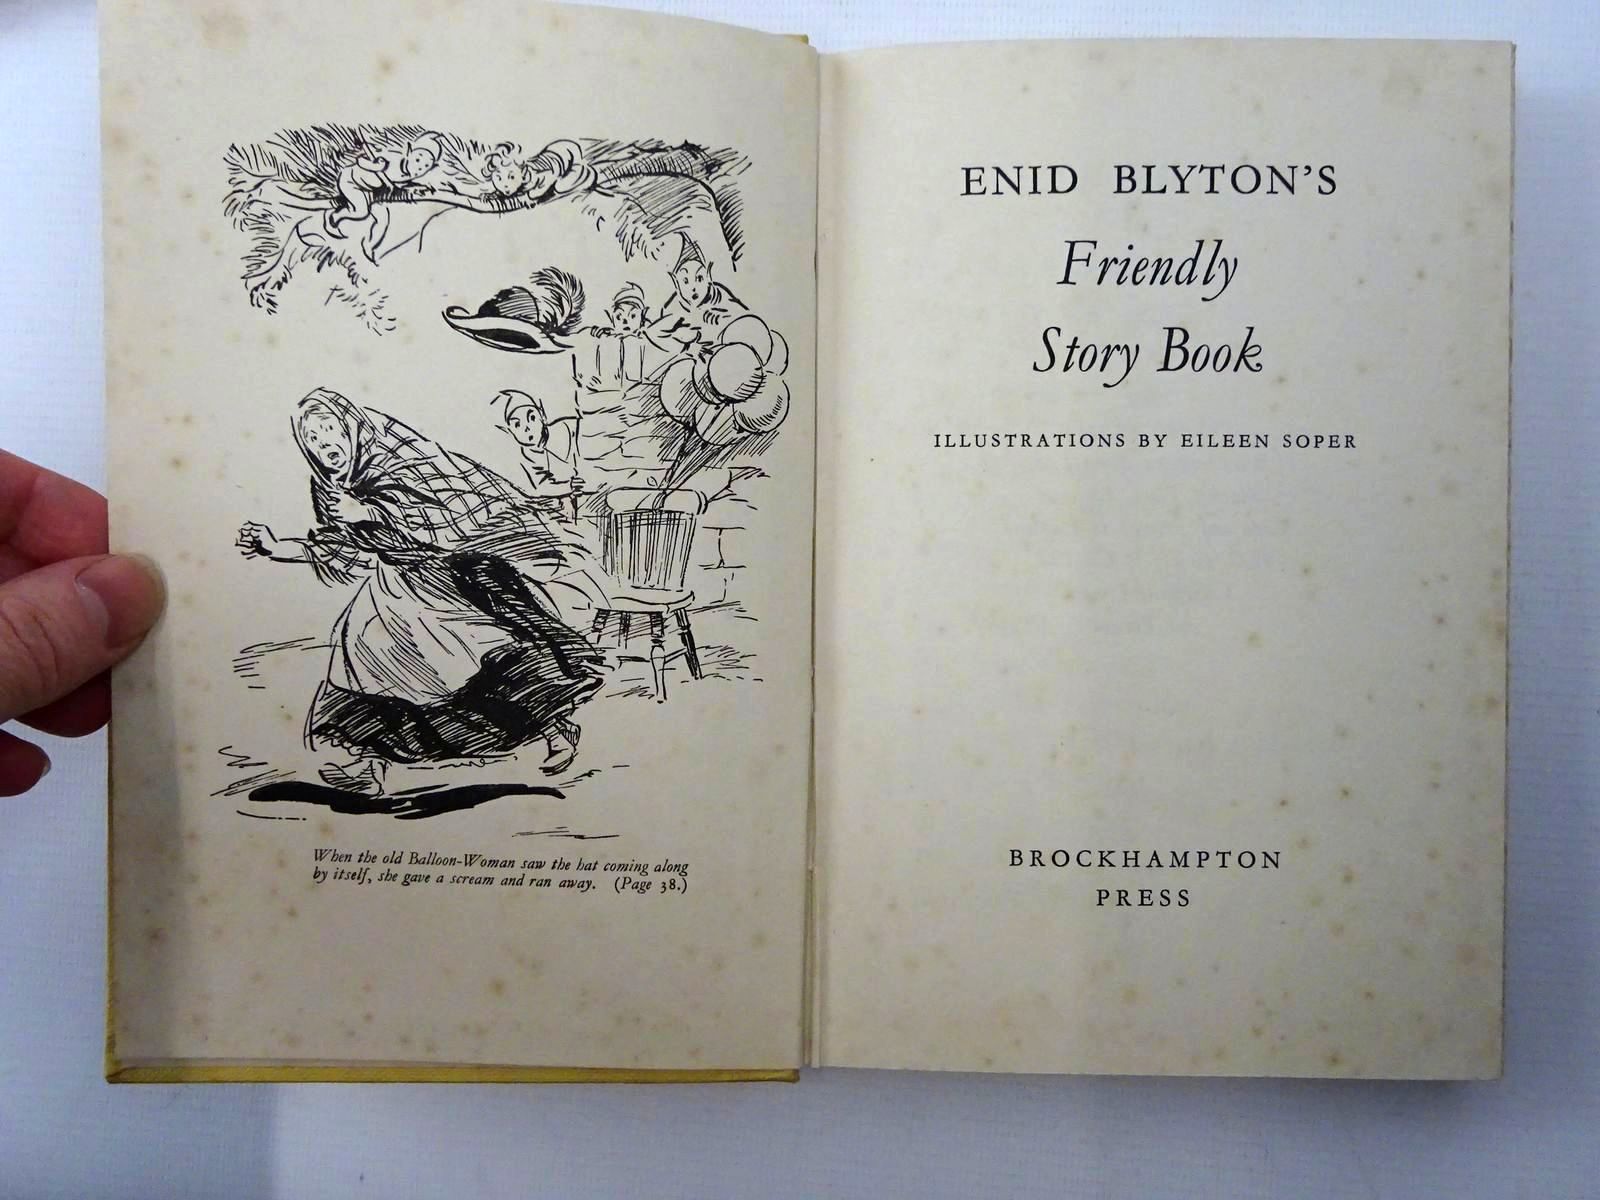 When the old Balloon-Woman saw the hat coming along
by itself, she gave a scream and ran away. (Page 38.)
ENID BLYTON'S
Friendly
Story Book
ILLUSTRATIONS BY EILEEN SOPER
BROCKHAMPTON
PRESS